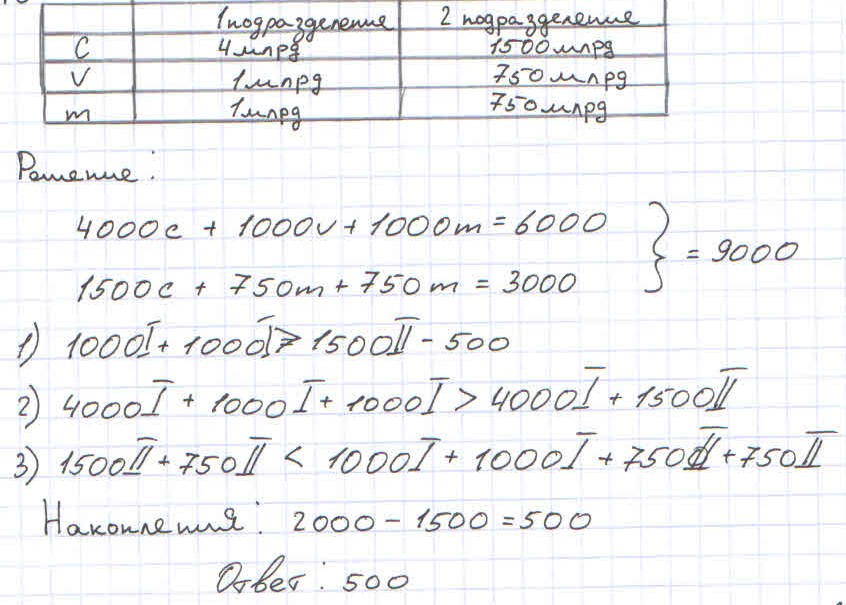 1 подразделение 2 подразделение
C 4 млрд 1500 млрд
V 1 млрд 750 млрд
m 1 млрд 750 млрд
Решение:
4000c + 1000v + 1000m = 6000
1500c + 750m + 750m = 3000
} = 9000
1) 1000I + 1000I > 1500II - 500
2) 4000I + 1000I + 1000I > 4000I + 1500II
3) 1500II + 750II < 1000I + 1000I + 750II + 750II
Накопления: 2000 - 1500 = 500
Ответ: 500